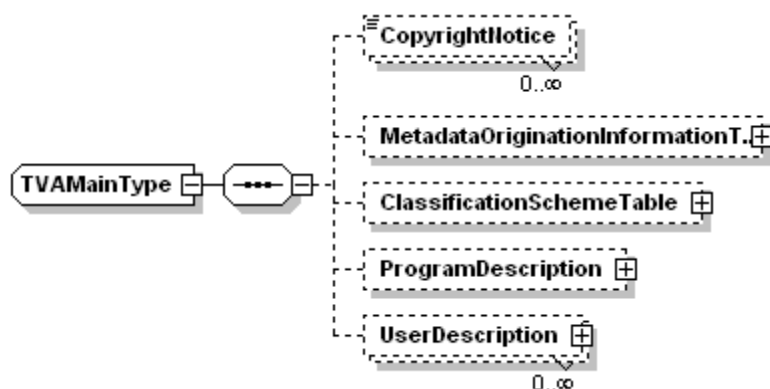 CopyrightNotice
0..∞
MetadataOriginationInformationT..
TVAMainType
ClassificationSchemeTable
ProgramDescription
UserDescription
0..∞